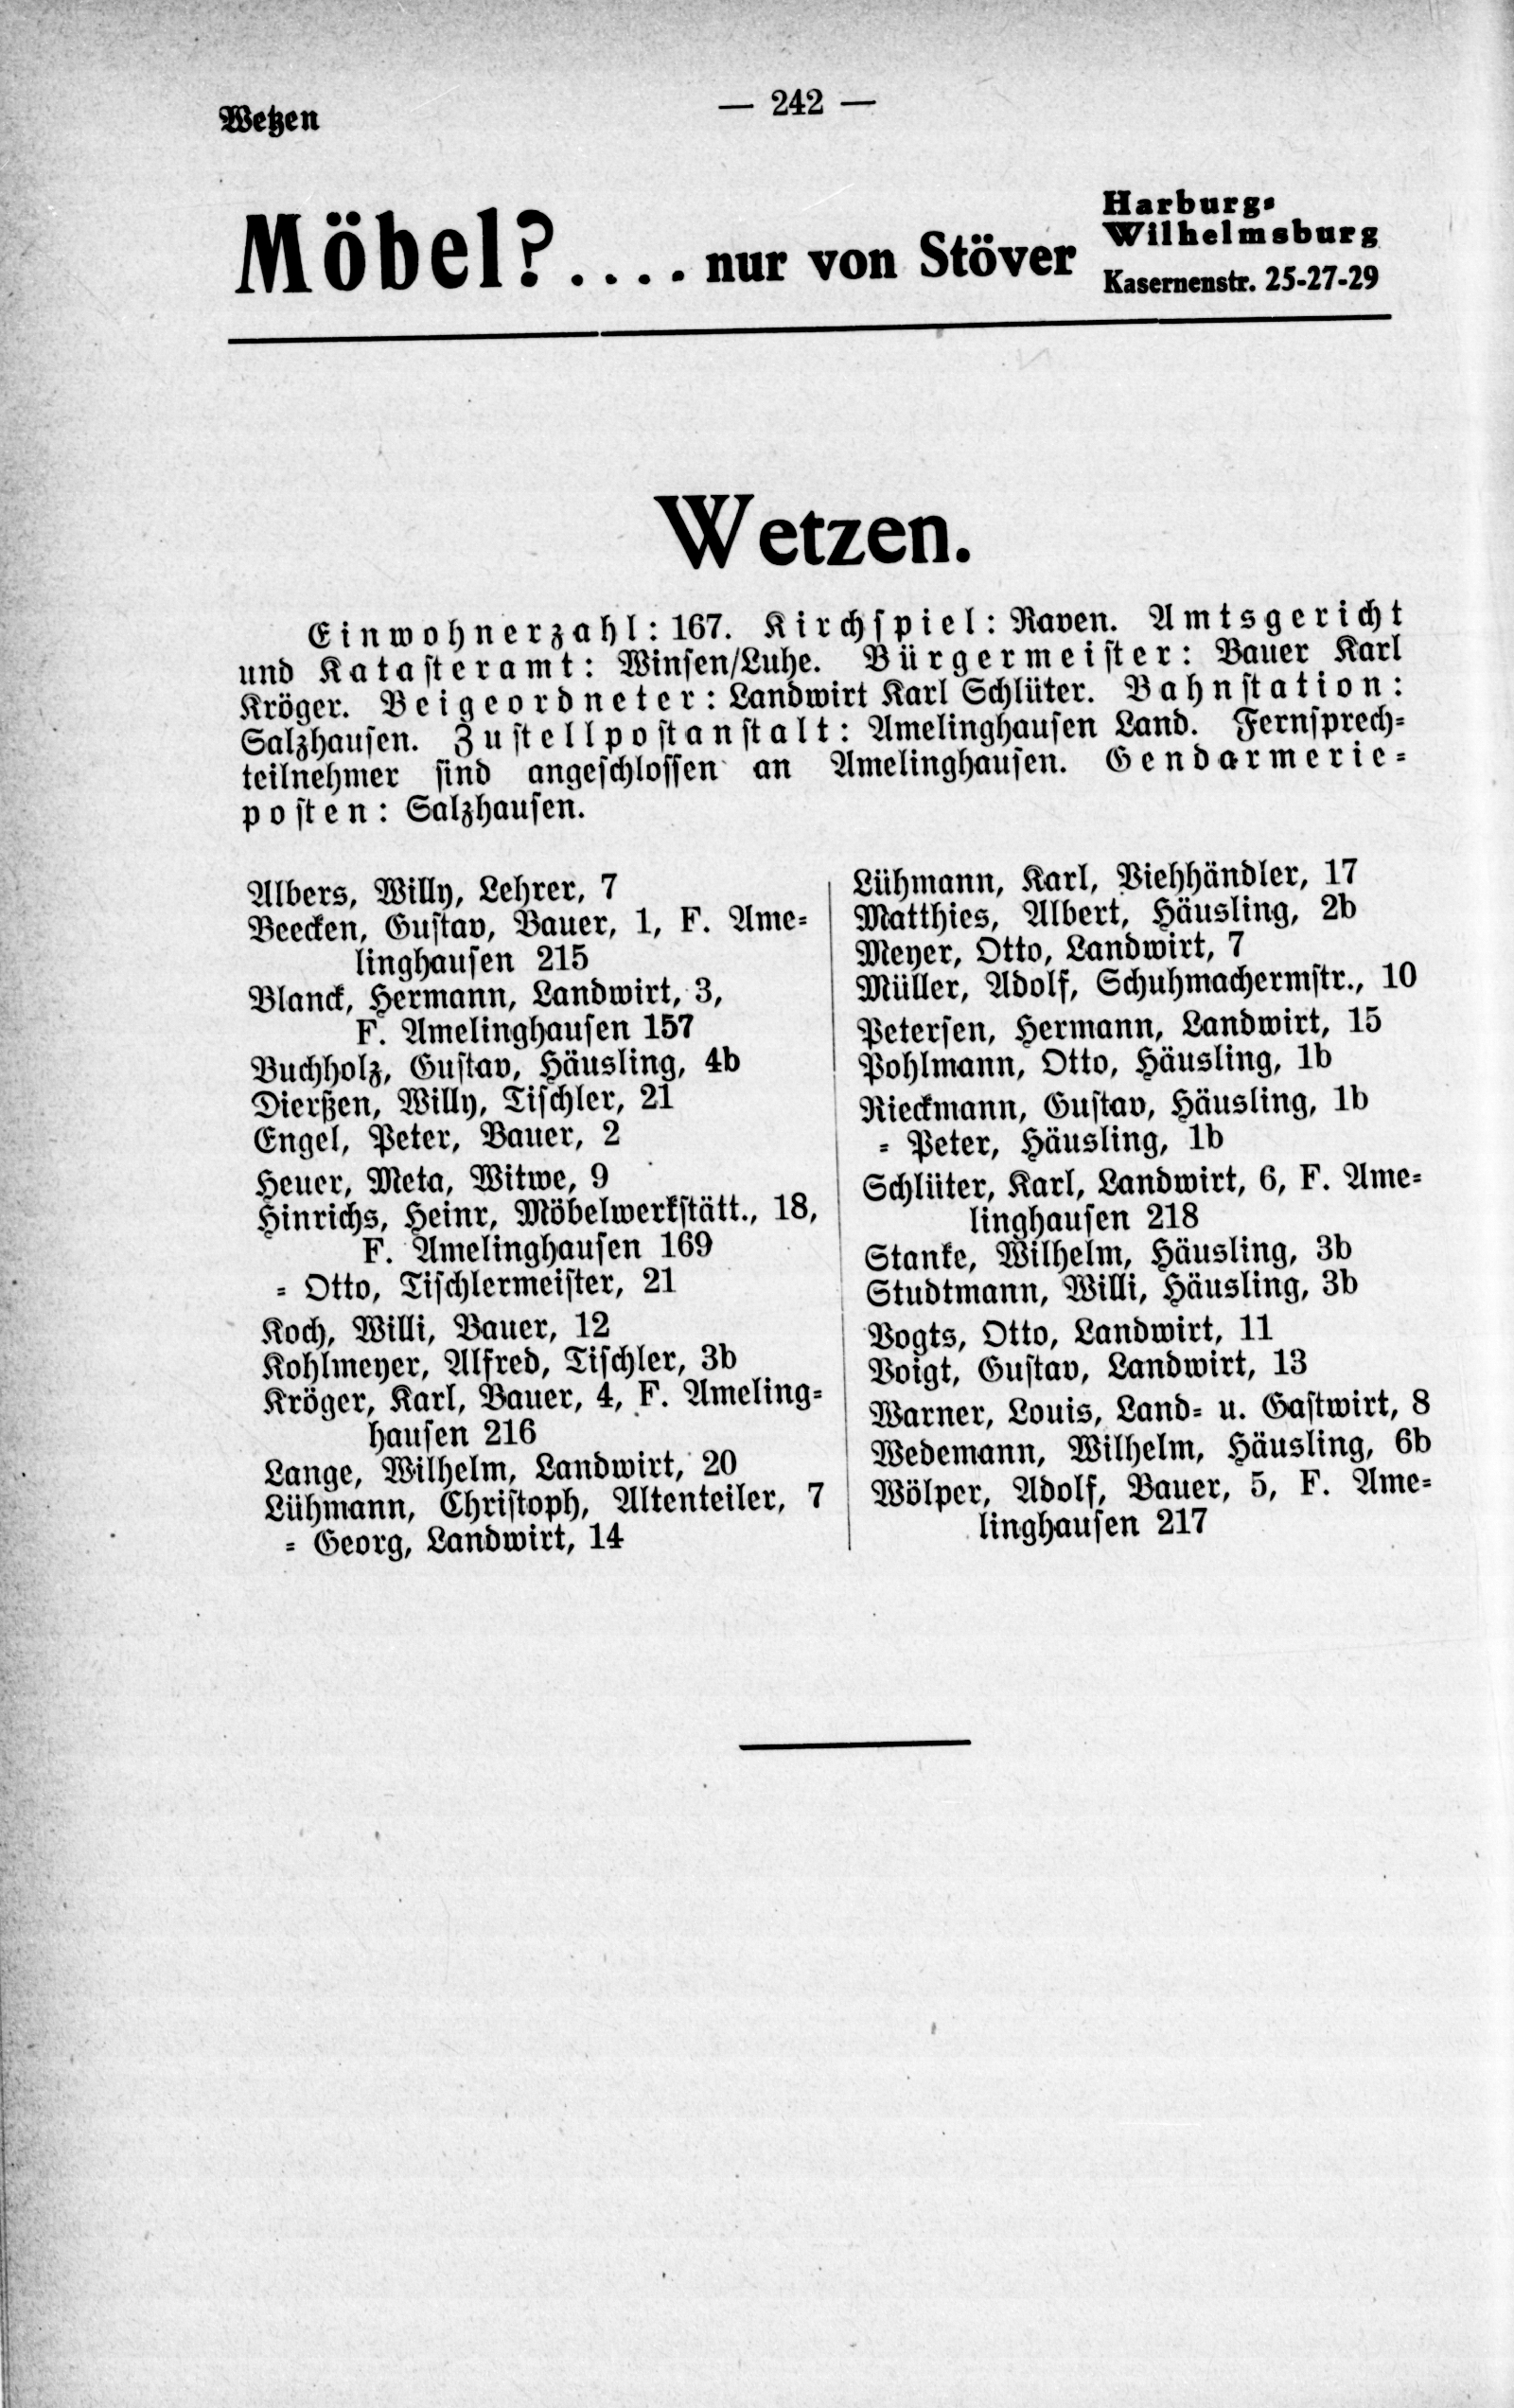 Wetzen
— 242 —
Möbel?.... nur von Stöver
Harburg-
Wilhelmsburg
Kasernenstr. 25-27-29
Wetzen.
Einwohnerzahl: 167. Kirchspiel: Raven. Amtsgericht
und Katasteramt: Winsen/Luhe. Bürgermeister: Bauer Karl
Kröger. Beigeordneter: Landwirt Karl Schlüter. Bahnstation:
Salzhausen. Zustellpostanstalt: Amelinghausen Land. Fernsprech-
teilnehmer sind angeschlossen an Amelinghausen. Gendarmerie-
posten: Salzhausen.
Albers, Willy, Lehrer, 7
Beecken, Gustav, Bauer, 1, F. Ame-
linghausen 215
Blanck, Hermann, Landwirt, 3,
F. Amelinghausen 157
Buchholz, Gustav, Häusling, 4b
Dierßen, Willy, Tischler, 21
Engel, Peter, Bauer, 2
Heuer, Meta, Witwe, 9
Hinrichs, Heinr, Möbelwerkstätt., 18,
F. Amelinghausen 169
- Otto, Tischlermeister, 21
Koch, Willi, Bauer, 12
Kohlmeyer, Alfred, Tischler, 3b
Kröger, Karl, Bauer, 4, F. Ameling-
hausen 216
Lange, Wilhelm, Landwirt, 20
Lühmann, Christoph, Altenteiler, 7
- Georg, Landwirt, 14
Lühmann, Karl, Viehhändler, 17
Matthies, Albert, Häusling, 2b
Meyer, Otto, Landwirt, 7
Müller, Adolf, Schuhmachermstr., 10
Petersen, Hermann, Landwirt, 15
Pohlmann, Otto, Häusling, 1b
Rieckmann, Gustav, Häusling, 1b
- Peter, Häusling, 1b
Schlüter, Karl, Landwirt, 6, F. Ame-
linghausen 218
Stanke, Wilhelm, Häusling, 3b
Studtmann, Willi, Häusling, 3b
Vogts, Otto, Landwirt, 11
Voigt, Gustav, Landwirt, 13
Warner, Louis, Land- u. Gastwirt, 8
Wedemann, Wilhelm, Häusling, 6b
Wölper, Adolf, Bauer, 5, F. Ame-
linghausen 217